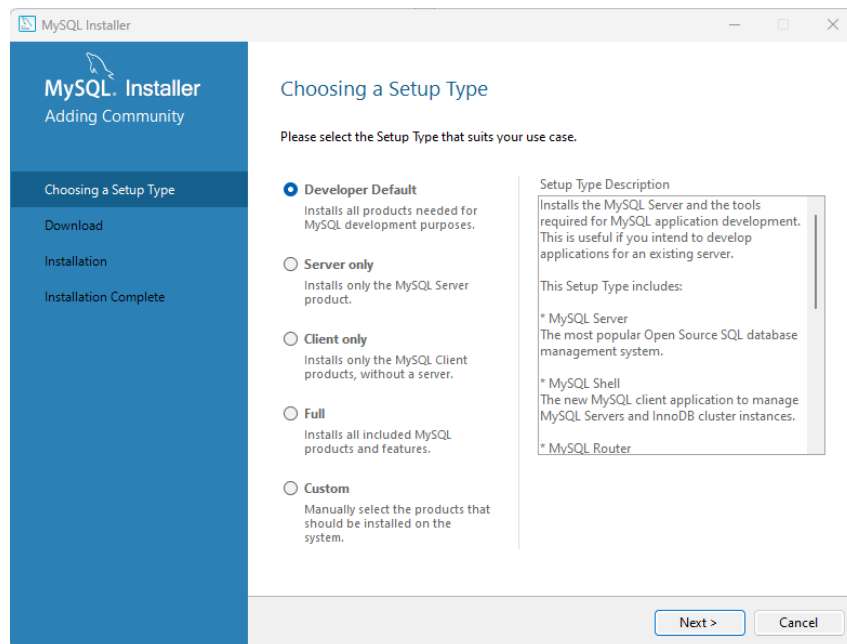 MySQL Installer
MySQL. Installer
Adding Community
Choosing a Setup Type
Download
Installation
Installation Complete
Choosing a Setup Type
Please select the Setup Type that suits your use case.
Developer Default
Installs all products needed for
MySQL development purposes.
Server only
Installs only the MySQL Server
product.
Client only
Installs only the MySQL Client
products, without a server.
Full
Installs all included MySQL
products and features.
Custom
Manually select the products that
should be installed on the
system.
Setup Type Description
Installs the MySQL Server and the tools
required for MySQL application development.
This is useful if you intend to develop
applications for an existing server.
This Setup Type includes:
* MySQL Server
The most popular Open Source SQL database
management system.
* MySQL Shell
The new MySQL client application to manage
MySQL Servers and InnoDB cluster instances.
* MySQL Router
Next >
Cancel